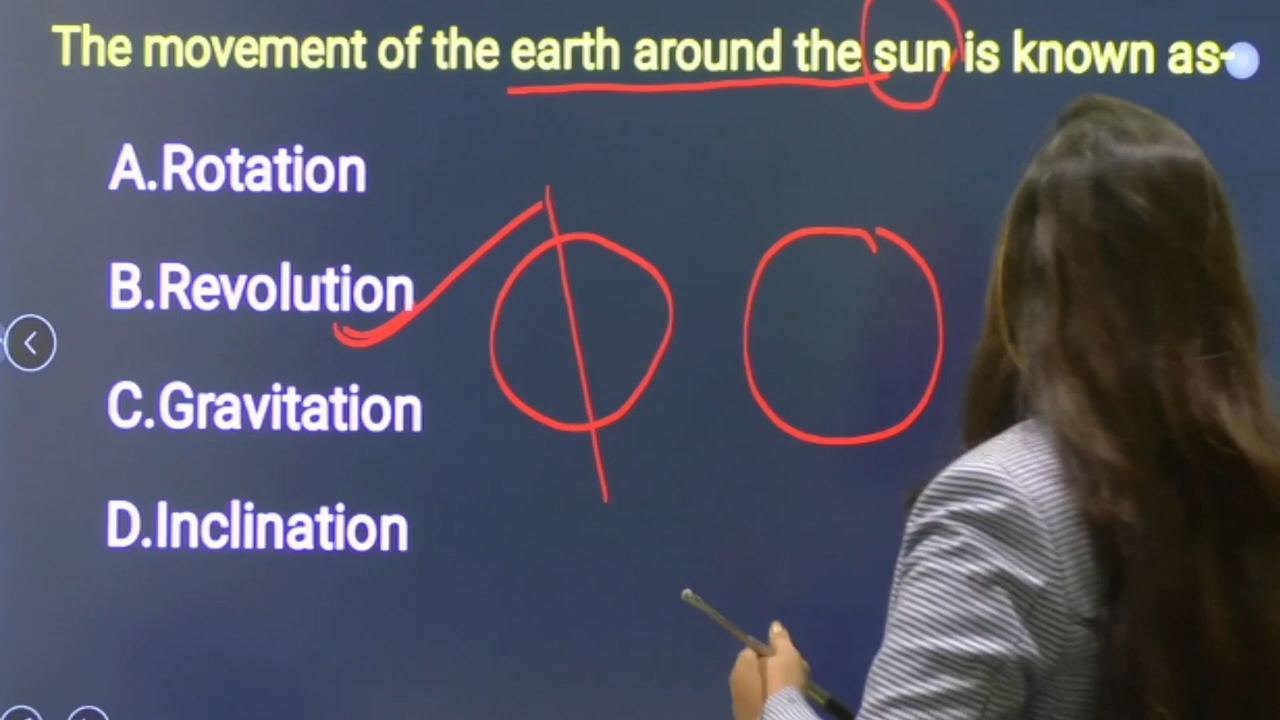 The movement of the earth around the sun is known as-
A.Rotation
B.Revolution
C.Gravitation
D.Inclination